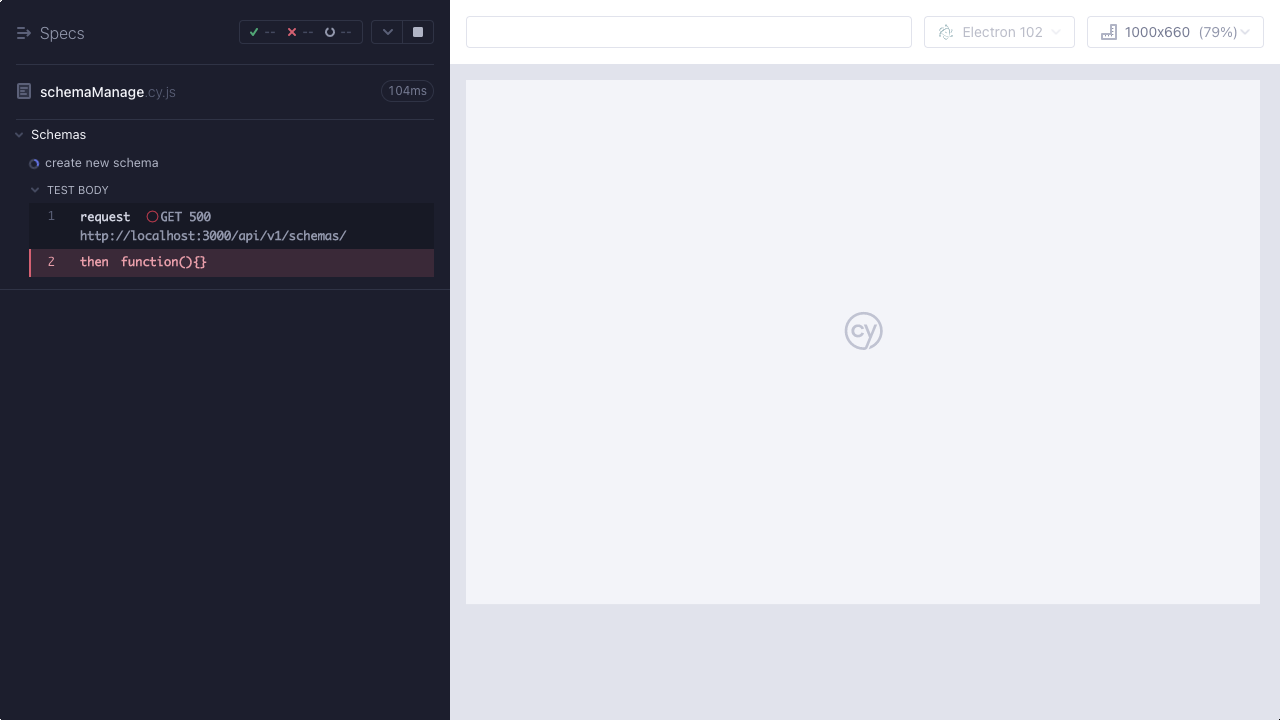 Specs
-- -- --
schemaManage.cy.js
104ms
Schemas
create new schema
TEST BODY
1 request GET 500
http://localhost:3000/api/v1/schemas/
2 then function(){}
Electron 102
1000x660 (79%)
cy